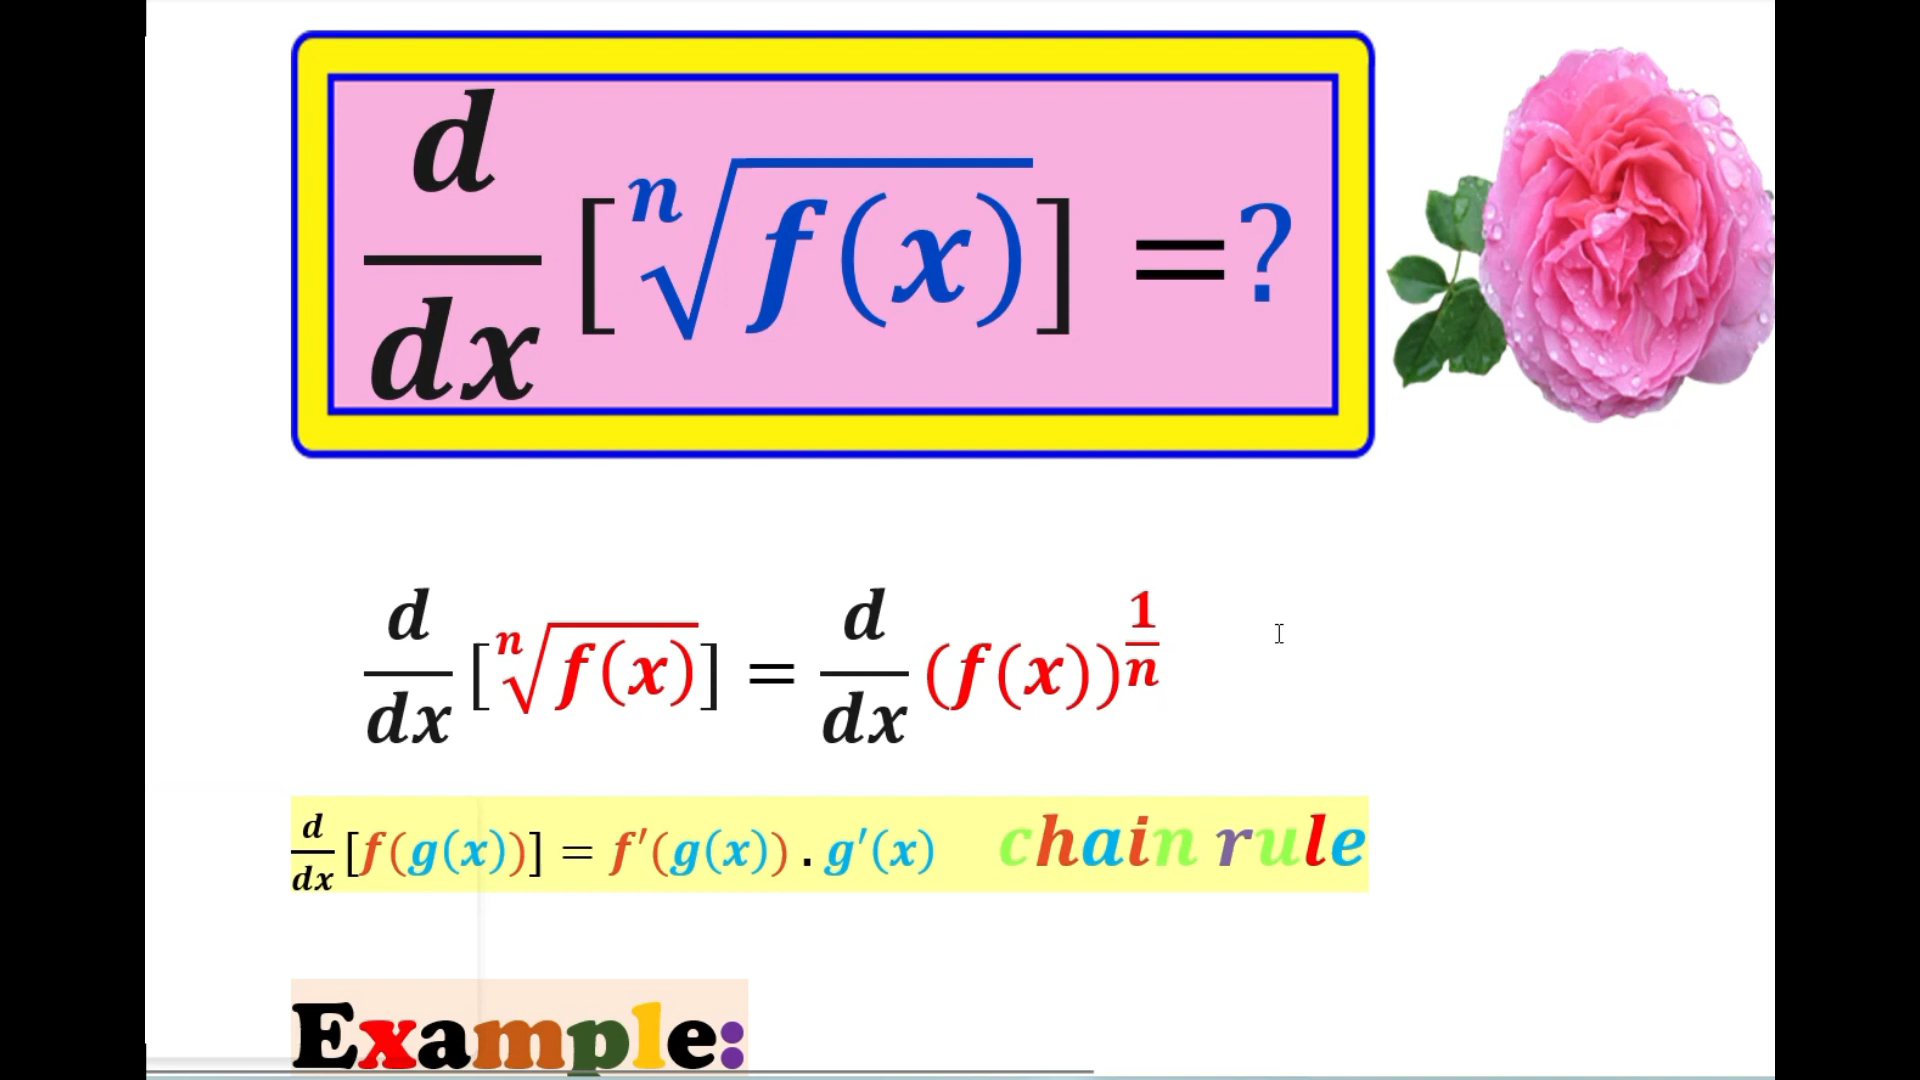 d/dx [ⁿ√f(x)] =?
d/dx [ⁿ√f(x)] = d/dx (f(x))^(1/n)
d/dx [f(g(x))] = f′(g(x)) . g′(x) chain rule
Example: